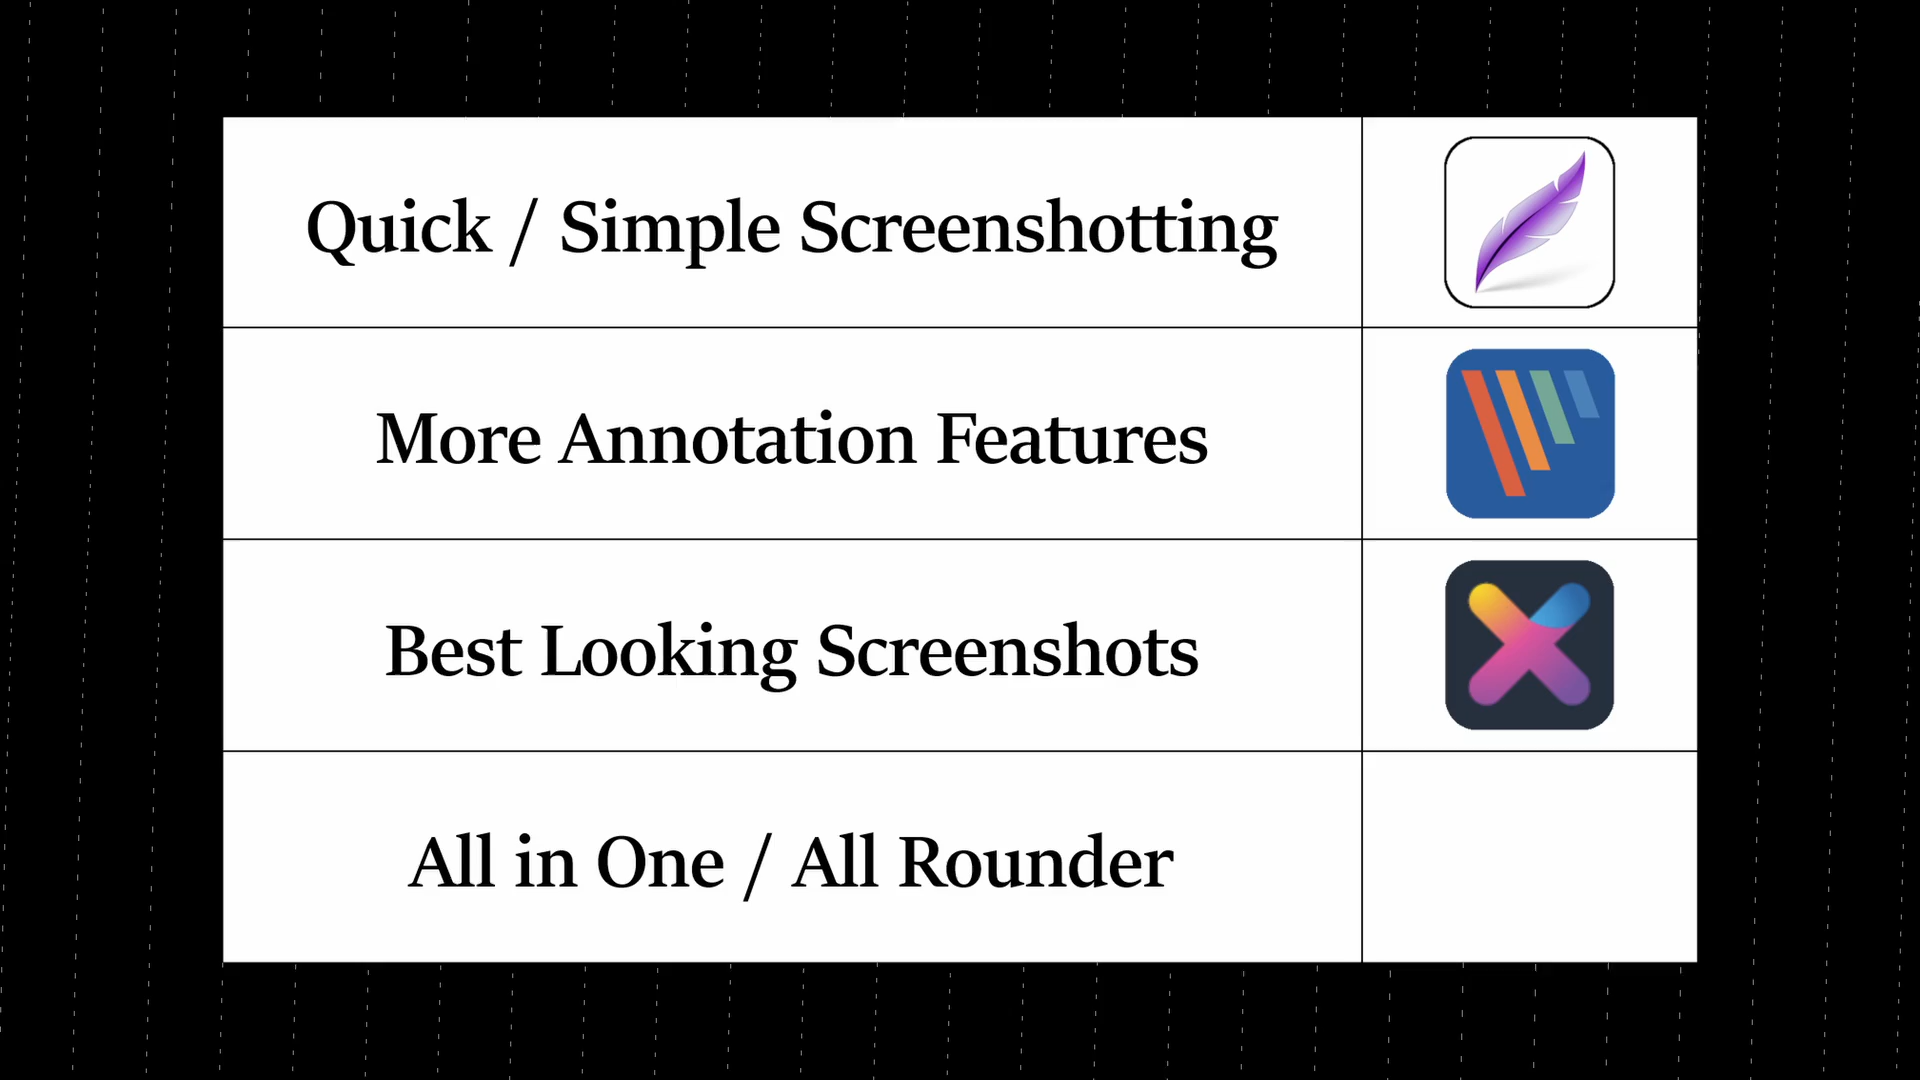 Quick / Simple Screenshotting
More Annotation Features
Best Looking Screenshots
All in One / All Rounder